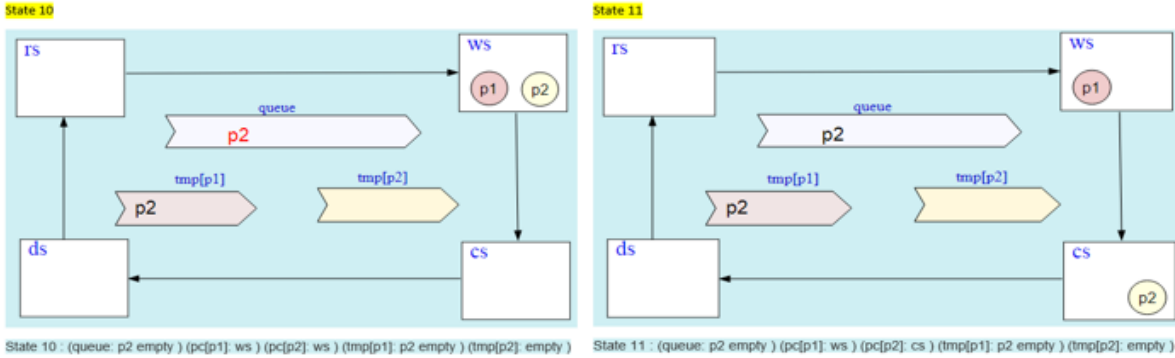 State 10
rs
ws
p1
p2
queue
p2
tmp[p1]
tmp[p2]
p2
ds
cs
State 10 : (queue: p2 empty ) (pc[p1]: ws ) (pc[p2]: ws ) (tmp[p1]: p2 empty ) (tmp[p2]: empty )
State 11
rs
ws
p1
queue
p2
tmp[p1]
tmp[p2]
p2
ds
cs
p2
State 11 : (queue: p2 empty ) (pc[p1]: ws ) (pc[p2]: cs ) (tmp[p1]: p2 empty ) (tmp[p2]: empty )